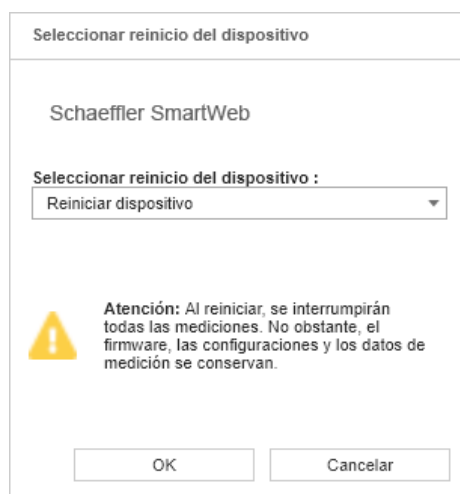 Seleccionar reinicio del dispositivo
Schaeffler SmartWeb
Seleccionar reinicio del dispositivo :
Reiniciar dispositivo
Atención: Al reiniciar, se interrumpirán
todas las mediciones. No obstante, el
firmware, las configuraciones y los datos de
medición se conservan.
OK
Cancelar